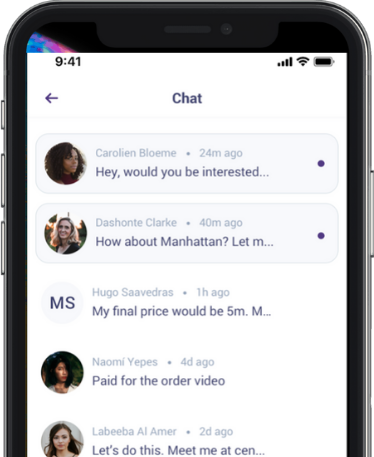 9:41
Chat
Carolien Bloeme • 24m ago
Hey, would you be interested...
Dashonte Clarke • 40m ago
How about Manhattan? Let m...
MS
Hugo Saavedras • 1h ago
My final price would be 5m. M...
Naomí Yepes • 4d ago
Paid for the order video
Labeeba Al Amer • 2d ago
Let's do this. Meet me at cen...